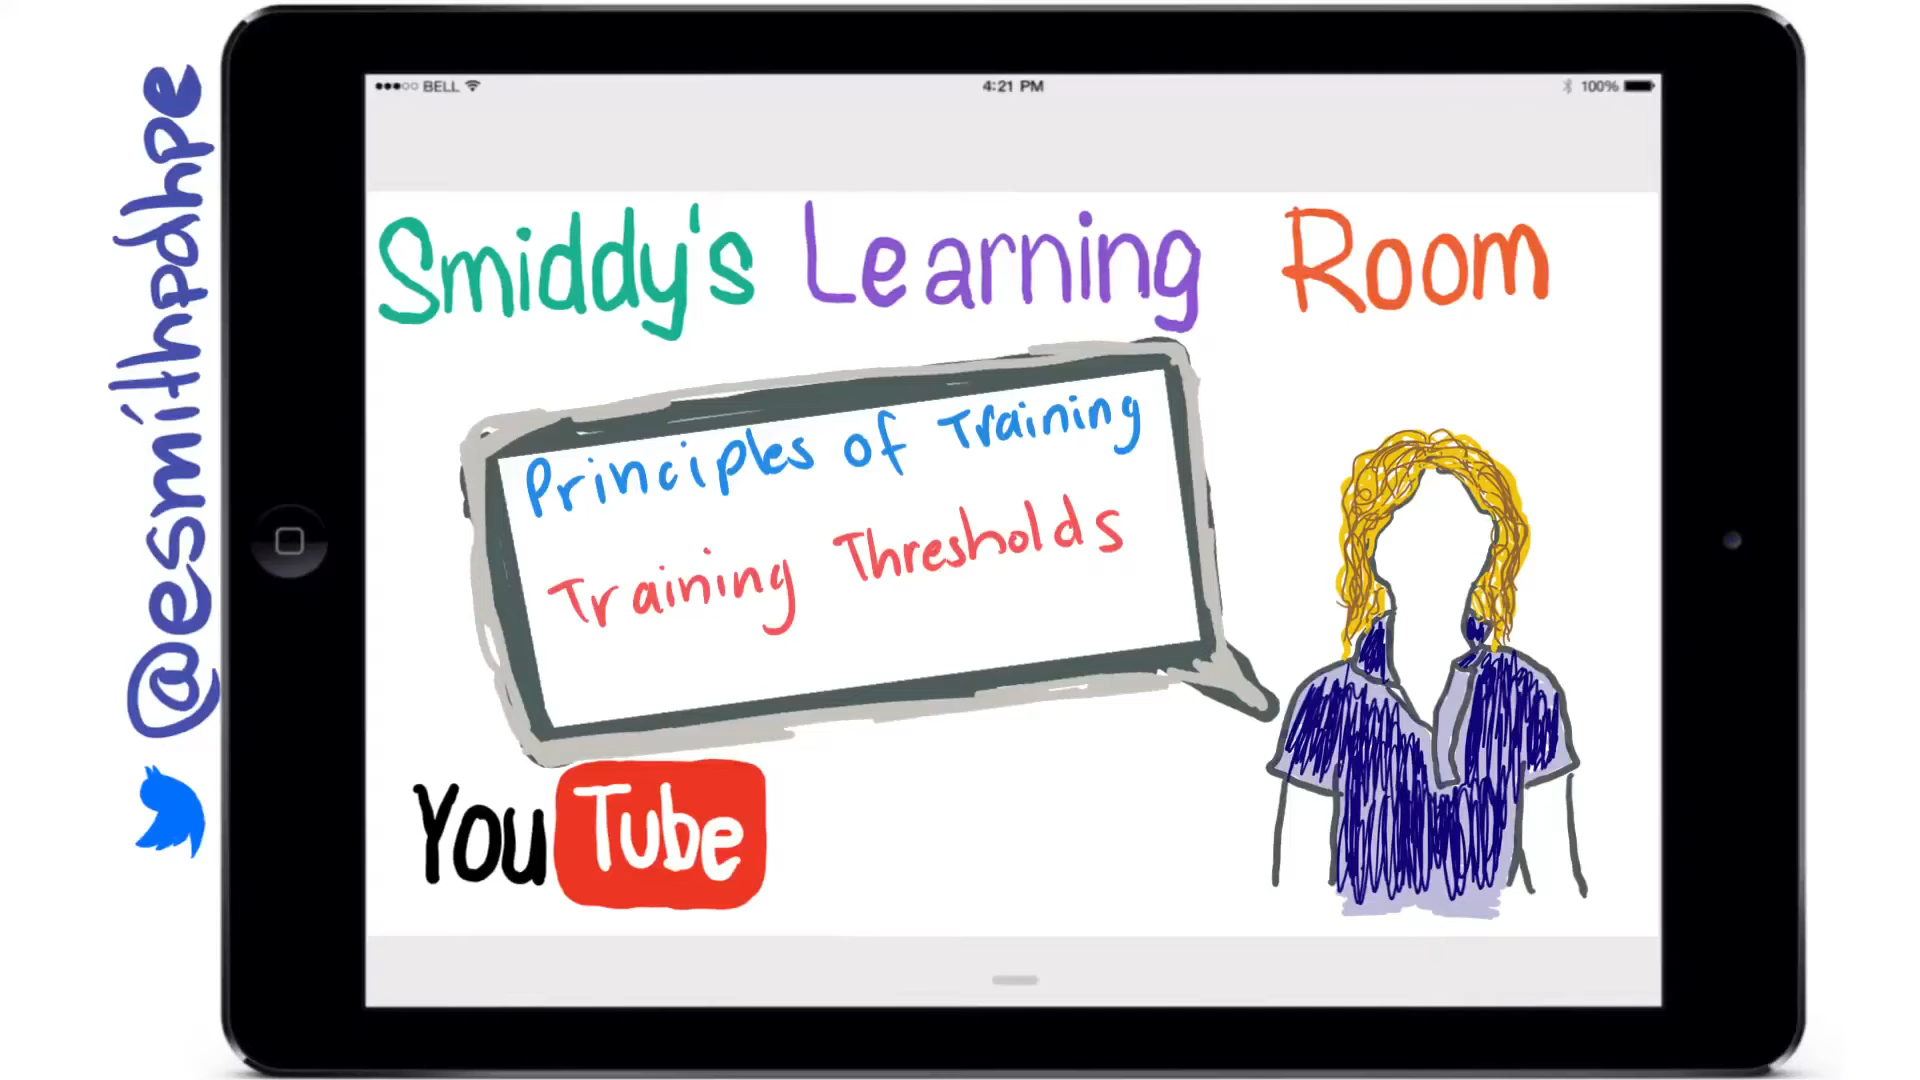 @esmithpdhpe
BELL 4:21 PM 100%
Smiddy's Learning Room
Principles of Training
Training Thresholds
YouTube